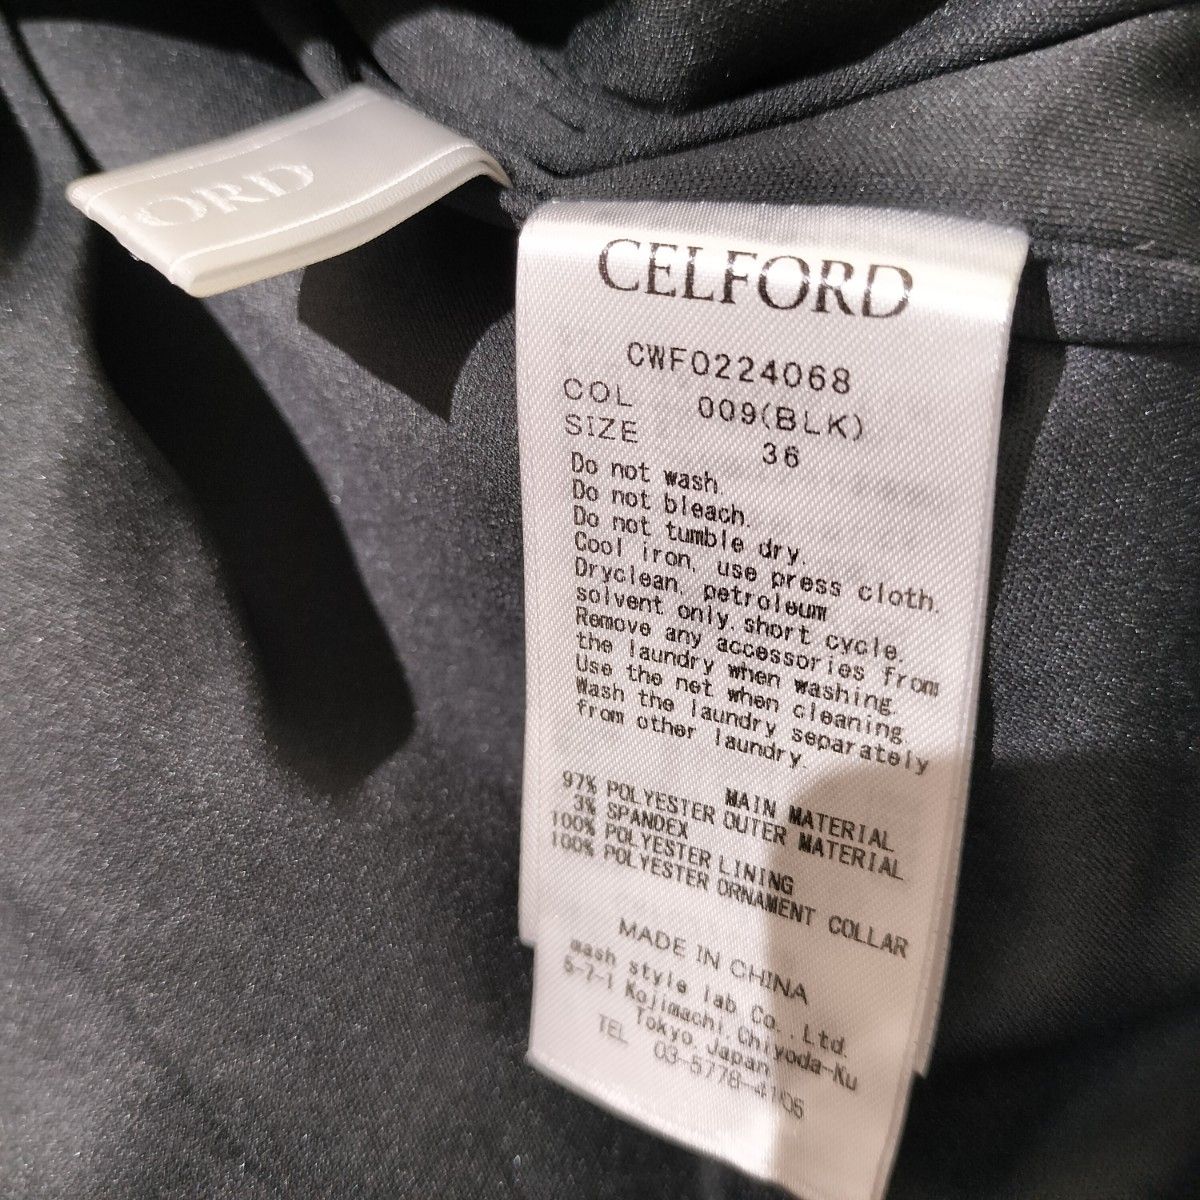 ORD
CELFORD
CWF0224068
COL 009(BLK)
SIZE 36
Do not wash.
Do not bleach.
Do not tumble dry.
Cool iron, use press cloth.
Dryclean, petroleum
solvent only, short cycle.
Remove any accessories from
the laundry when washing.
Use the net when cleaning.
Wash the laundry separately
from other laundry.
MAIN MATERIAL
97% POLYESTER OUTER MATERIAL
3% SPANDEX
100% POLYESTER LINING
100% POLYESTER ORNAMENT COLLAR
MADE IN CHINA
mash style lab Co.,Ltd.
5-7-1 Kojimachi Chiyoda-Ku
Tokyo Japan
TEL 03-5778-4105